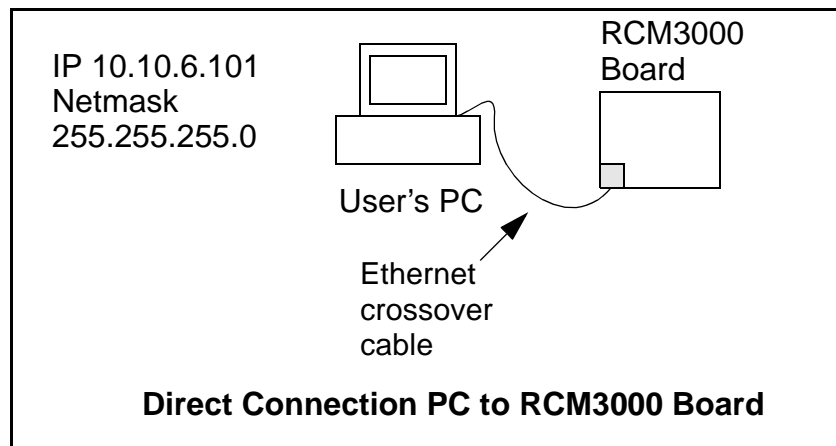 IP 10.10.6.101
Netmask
255.255.255.0
RCM3000
Board
User’s PC
Ethernet
crossover
cable
Direct Connection PC to RCM3000 Board